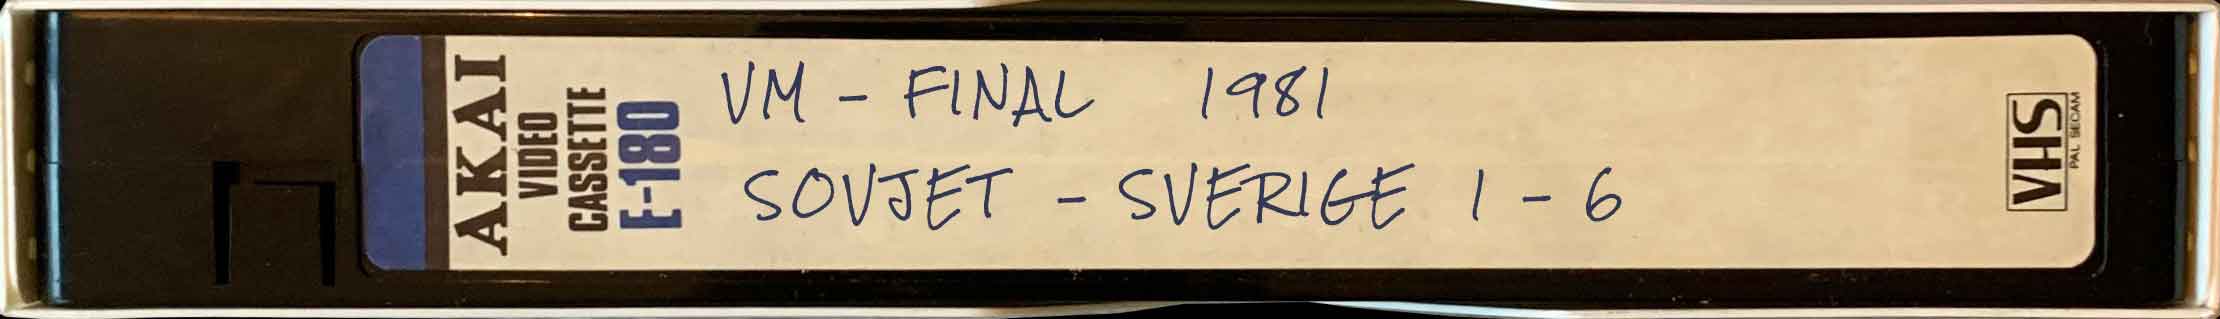 AKAI
VIDEO
CASSETTE
E-180
VM - FINAL 1981
SOVJET - SVERIGE 1 - 6
VHS
PAL SECAM